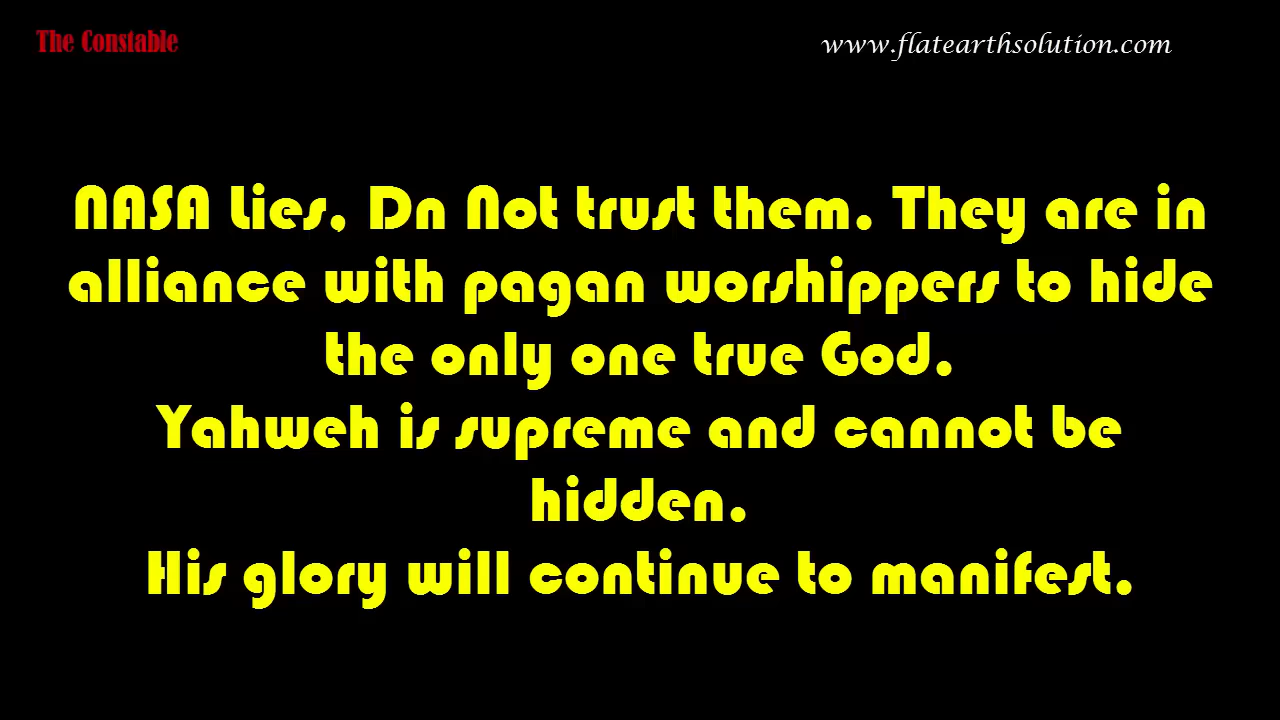 The Constable
www.flatearthsolution.com
NASA Lies, Dn Not trust them. They are in
alliance with pagan worshippers to hide
the only one true God.
Yahweh is supreme and cannot be
hidden.
His glory will continue to manifest.